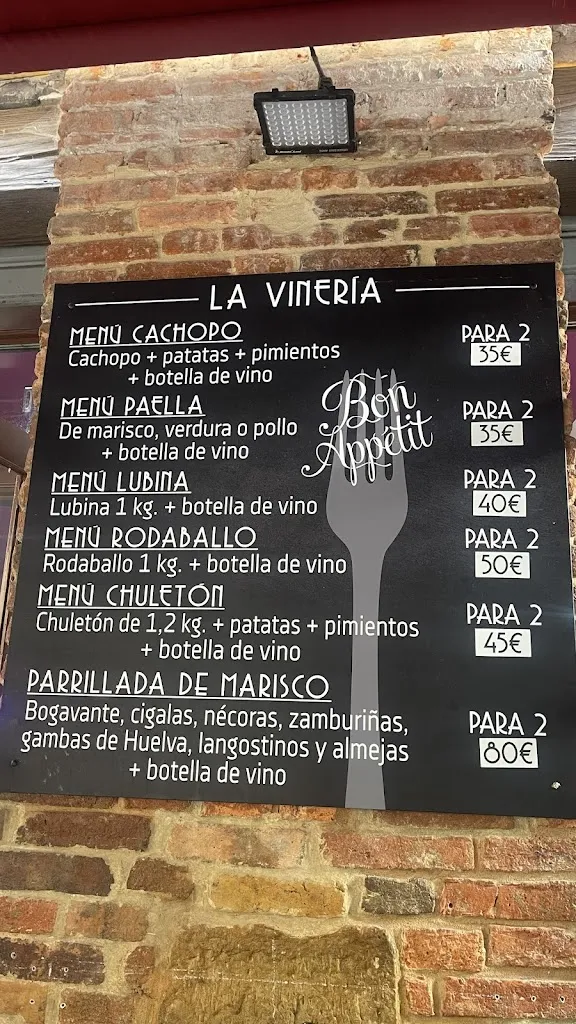 LA VINERÍA
MENÚ CACHOPO
PARA 2
Cachopo + patatas + pimientos
35€
+ botella de vino
MENÚ PAELLA
PARA 2
De marisco, verdura o pollo
35€
+ botella de vino
Bon
Appétit
MENÚ LUBINA
PARA 2
Lubina 1 kg. + botella de vino
40€
MENÚ RODABALLO
PARA 2
Rodaballo 1 kg. + botella de vino
50€
MENÚ CHULETÓN
PARA 2
Chuletón de 1,2 kg. + patatas + pimientos
45€
+ botella de vino
PARRILLADA DE MARISCO
PARA 2
Bogavante, cigalas, nécoras, zamburiñas,
80€
gambas de Huelva, langostinos y almejas
+ botella de vino